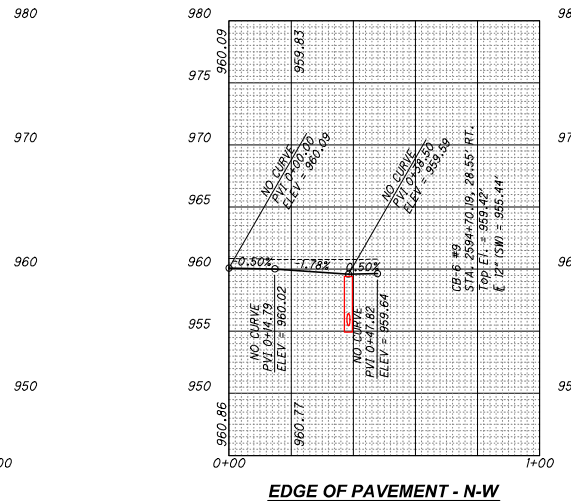 980
980
98
960.09
959.83
975
970
970
97
NO CURVE
PVI 0+00.00
ELEV = 960.09
NO CURVE
PVI 0+38.50
ELEV = 959.59
965
CB-6 #9
STA. 2594+70.19, 28.55' RT.
Top El. = 959.42'
12" (SW) = 955.44'
960
960
96
-0.50%
-1.78%
0.50%
NO CURVE
PVI 0+14.79
ELEV = 960.02
NO CURVE
PVI 0+47.82
ELEV = 959.64
955
950
950
95
960.86
960.77
00
0+00
1+00
EDGE OF PAVEMENT - N-W